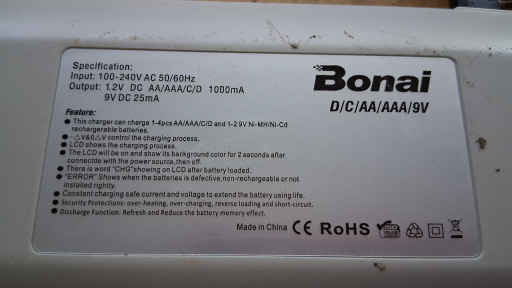 Specification:
Input: 100-240V AC 50/60Hz
Output: 1.2V DC AA/AAA/C/D 1000mA
9V DC 25mA
Bonai
D/C/AA/AAA/9V
Feature:
● This charger can charga 1-4pcs AA/AAA/C/D and 1-2 9V Ni-MH/Ni-Cd
rechargerable batteries.
● -△V&0△V control the charging process.
● LCD shows the charging process.
● The LCD will be on show its background color for 2 seconds after
connectde with the power source, then off.
● There is word "CHG"showing on LCD after battery loaded.
● "ERROR" Shows when the batteries is defective, non-rechargeable or not
installed rightly.
● Constant charging safe current and voltage to extend the battery using life.
● Security Protections: over-heating, over-charging, reverse loading and short-circuit.
● Discharge Function: Refresh and Reduce the battery memory effect.
Made in China CE RoHS